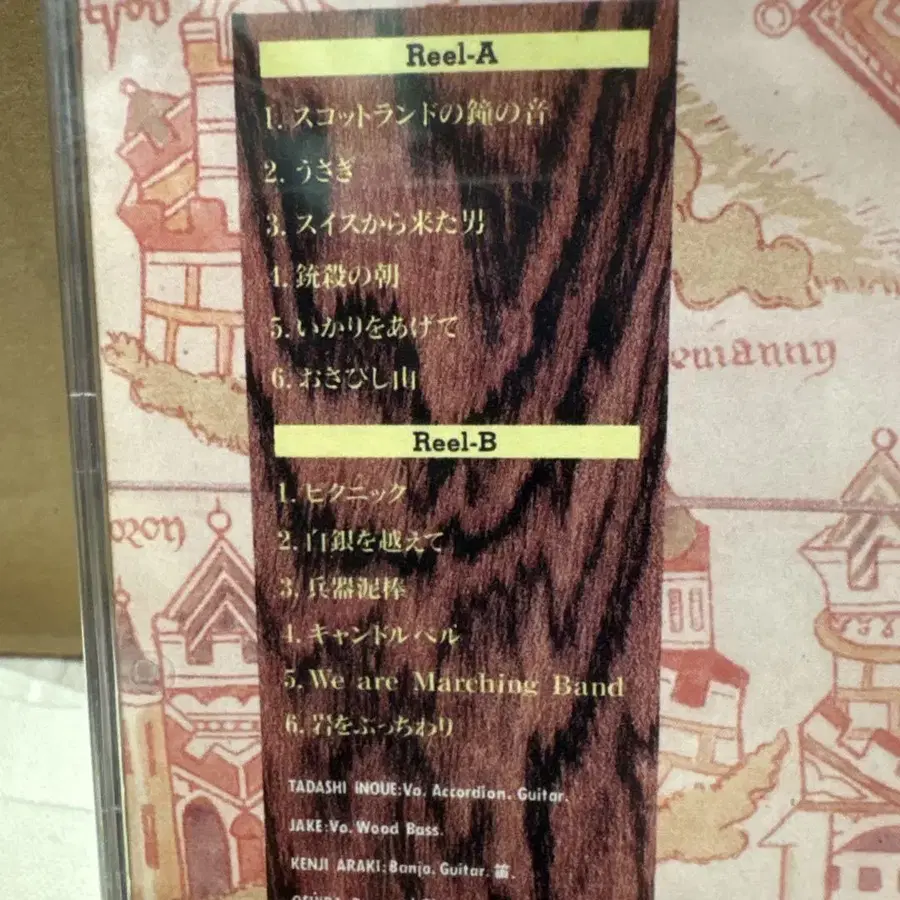 Reel-A
1. スコットランドの鐘の音
2. うさぎ
3. スイスから来た男
4. 銃殺の朝
5. いかりをあげて
6. おさびし山
Reel-B
1. ピクニック
2. 白銀を越えて
3. 兵器泥棒
4. キャンドルベル
5. We are Marching Band
6. 岩をぶっちわり
TADASHI INOUE:Vo. Accordion. Guitar.
JAKE:Vo. Wood Bass.
KENJI ARAKI:Banjo. Guitar. 笛.
emanny